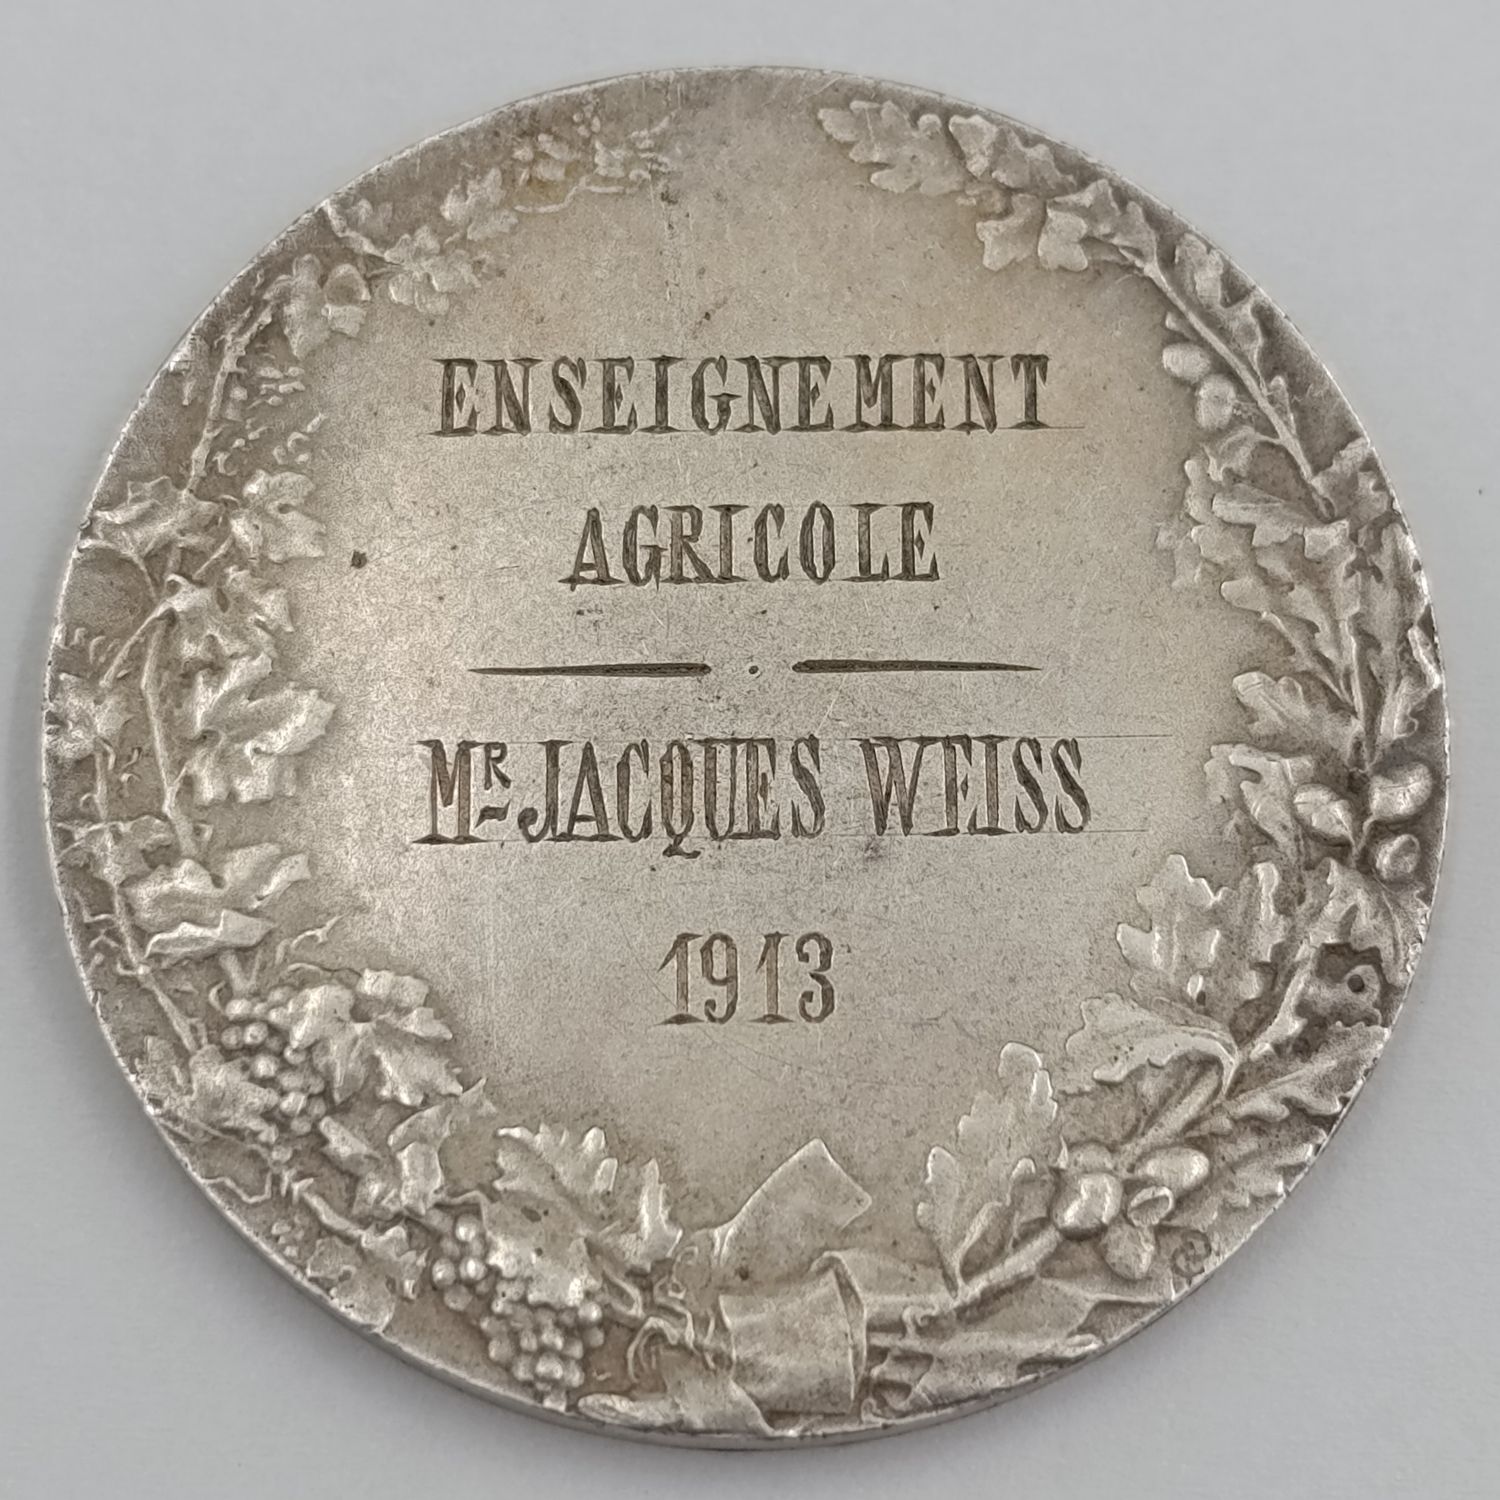 ENSEIGNEMENT
AGRICOLE
MR JACQUES WEISS
1913